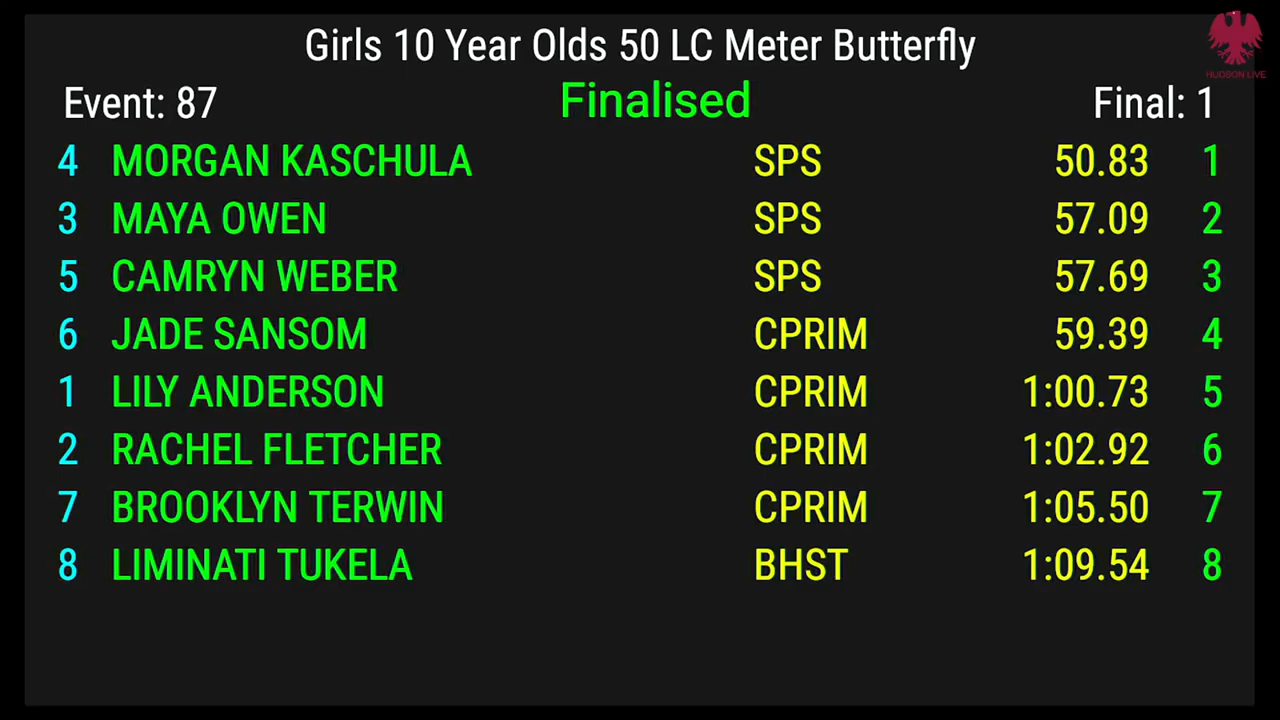 Girls 10 Year Olds 50 LC Meter Butterfly
HUDSON LIVE
Event: 87 Finalised Final: 1
4 MORGAN KASCHULA SPS 50.83 1
3 MAYA OWEN SPS 57.09 2
5 CAMRYN WEBER SPS 57.69 3
6 JADE SANSOM CPRIM 59.39 4
1 LILY ANDERSON CPRIM 1:00.73 5
2 RACHEL FLETCHER CPRIM 1:02.92 6
7 BROOKLYN TERWIN CPRIM 1:05.50 7
8 LIMINATI TUKELA BHST 1:09.54 8